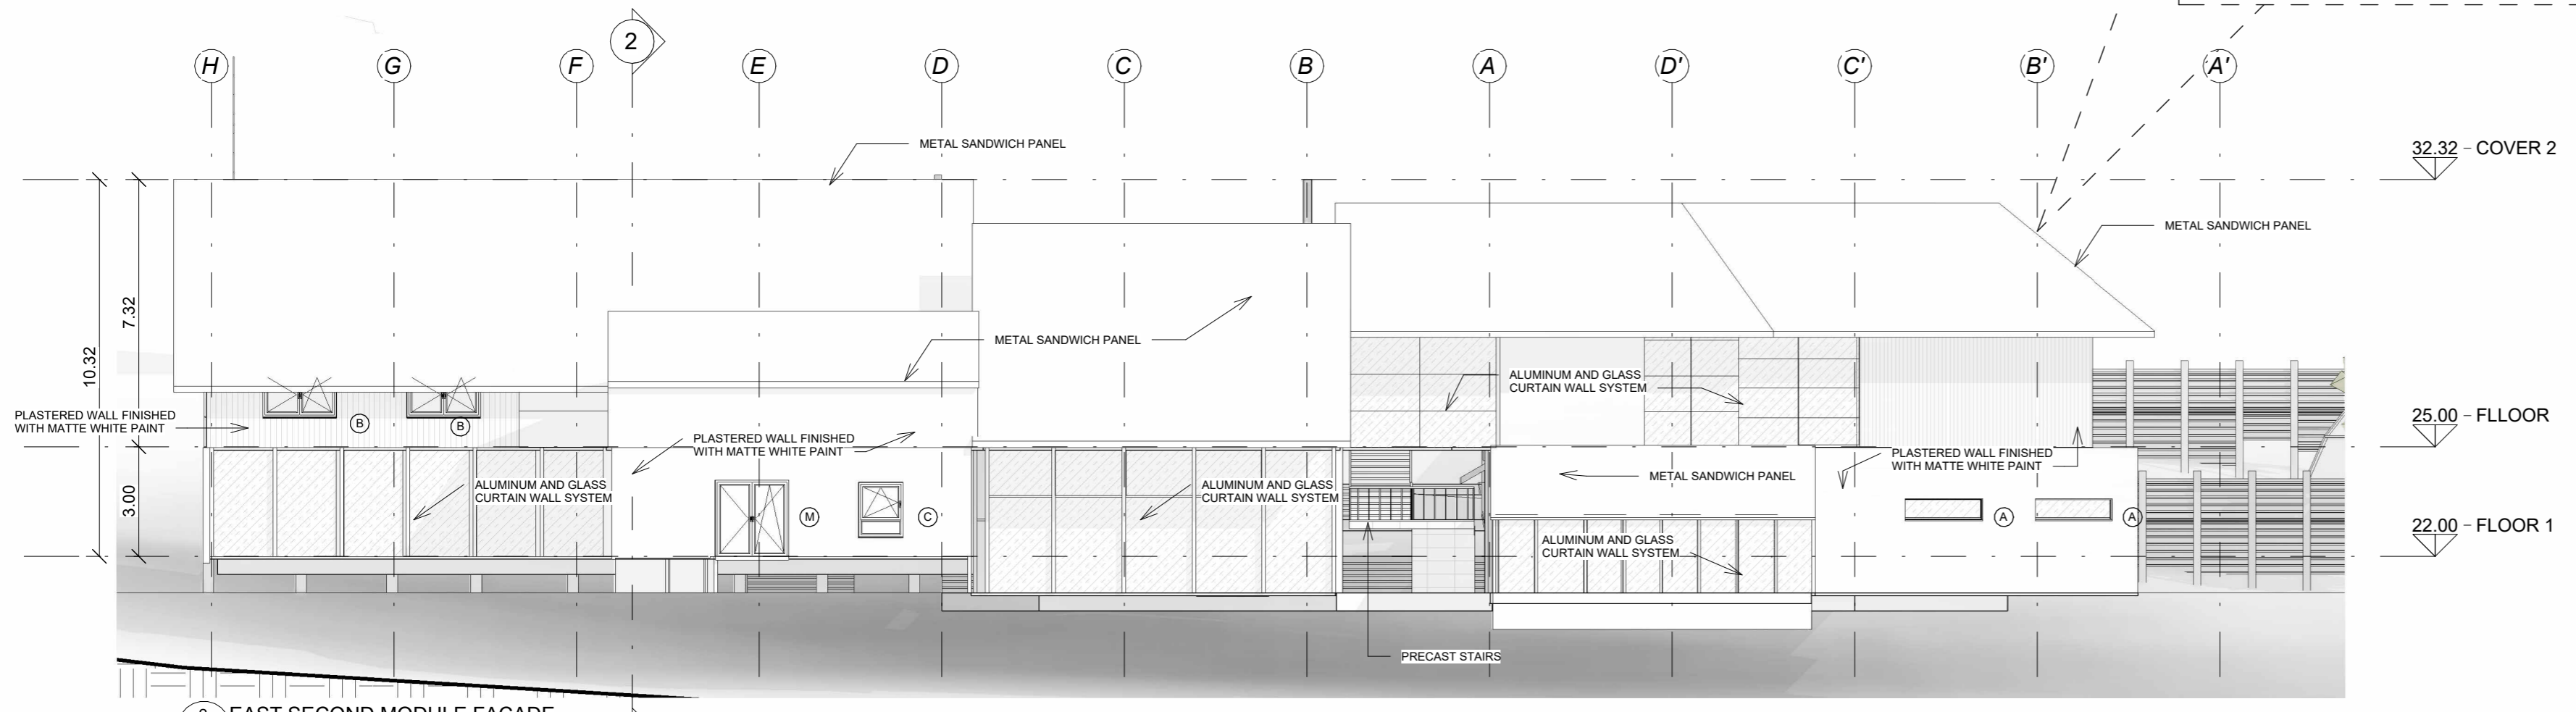 2
H G F E D C B A D' C' B' A'
METAL SANDWICH PANEL
32.32 - COVER 2
METAL SANDWICH PANEL
7.32
10.32
METAL SANDWICH PANEL
ALUMINUM AND GLASS
CURTAIN WALL SYSTEM
PLASTERED WALL FINISHED
WITH MATTE WHITE PAINT
B
B
25.00 - FLLOOR
PLASTERED WALL FINISHED
WITH MATTE WHITE PAINT
PLASTERED WALL FINISHED
WITH MATTE WHITE PAINT
METAL SANDWICH PANEL
3.00
ALUMINUM AND GLASS
CURTAIN WALL SYSTEM
ALUMINUM AND GLASS
CURTAIN WALL SYSTEM
M
C
A
A
22.00 - FLOOR 1
ALUMINUM AND GLASS
CURTAIN WALL SYSTEM
PRECAST STAIRS
EAST SECOND MODULE FACADE